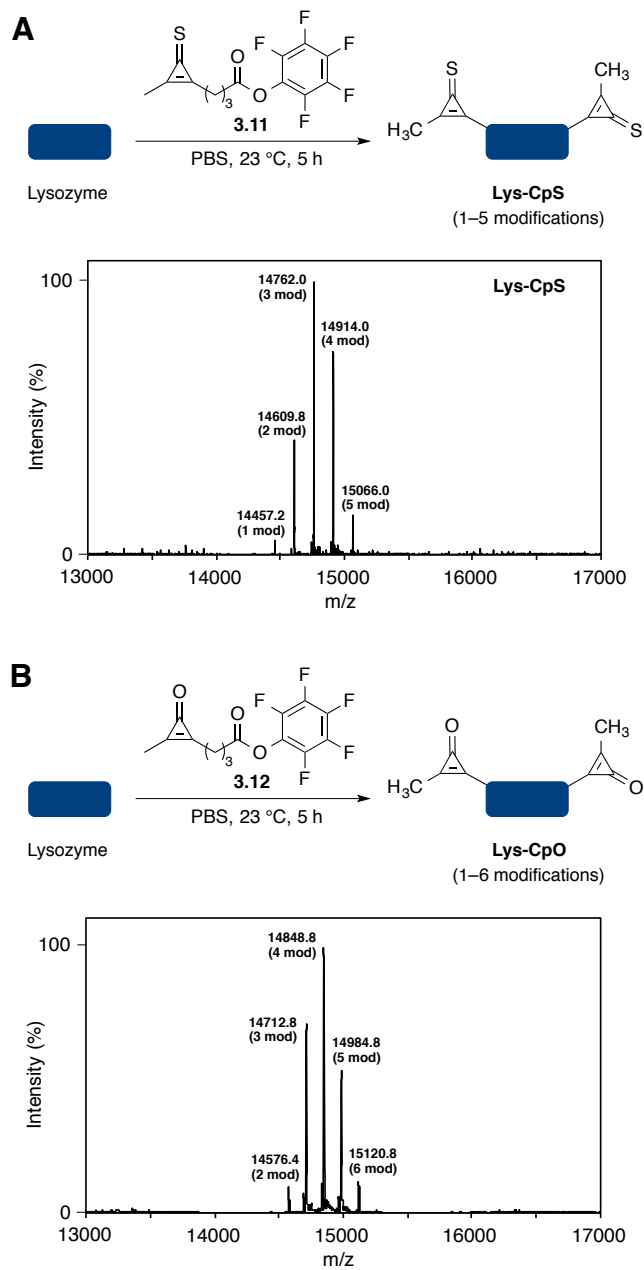 A
S
F
F
O
F
O
3
F
F
3.11
PBS, 23 °C, 5 h
Lysozyme
S
CH₃
H₃C
S
Lys-CpS
(1–5 modifications)
Intensity (%)
100
0
14762.0
(3 mod)
Lys-CpS
14914.0
(4 mod)
14609.8
(2 mod)
15066.0
(5 mod)
14457.2
(1 mod)
13000 14000 15000 16000 17000
m/z
B
O
F
F
O
F
O
3
F
F
3.12
PBS, 23 °C, 5 h
Lysozyme
O
CH₃
H₃C
O
Lys-CpO
(1–6 modifications)
Intensity (%)
100
0
14848.8
(4 mod)
14712.8
(3 mod)
14984.8
(5 mod)
14576.4
(2 mod)
15120.8
(6 mod)
13000 14000 15000 16000 17000
m/z